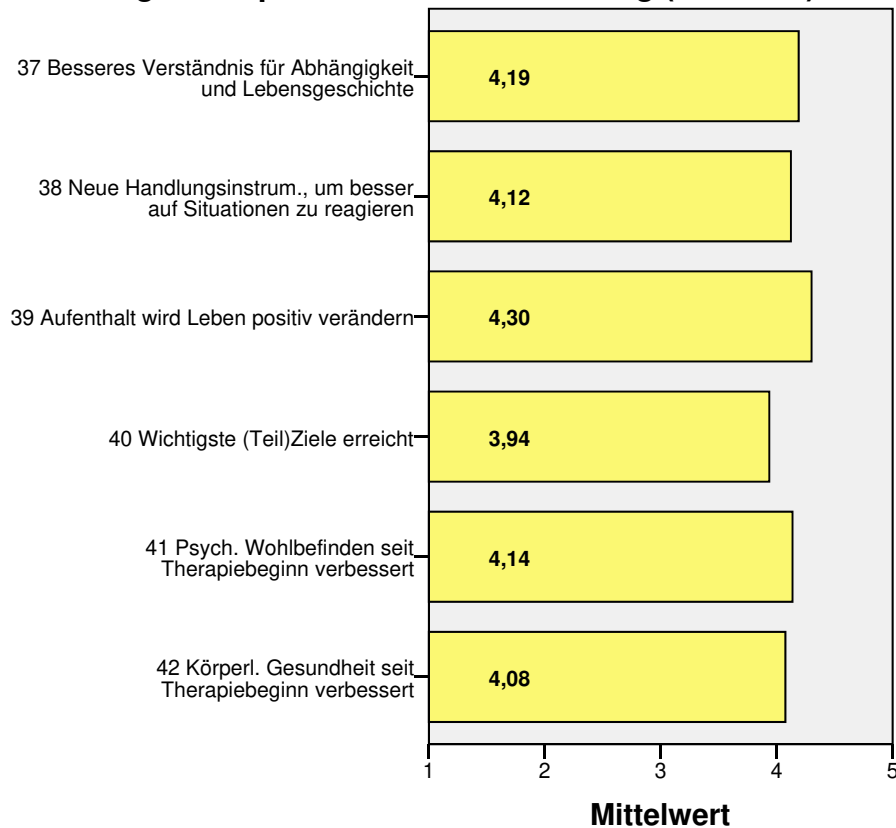 37 Besseres Verständnis für Abhängigkeit
und Lebensgeschichte
4,19
38 Neue Handlungsinstrum., um besser
auf Situationen zu reagieren
4,12
39 Aufenthalt wird Leben positiv verändern
4,30
40 Wichtigste (Teil)Ziele erreicht
3,94
41 Psych. Wohlbefinden seit
Therapiebeginn verbessert
4,14
42 Körperl. Gesundheit seit
Therapiebeginn verbessert
4,08
1 2 3 4 5
Mittelwert